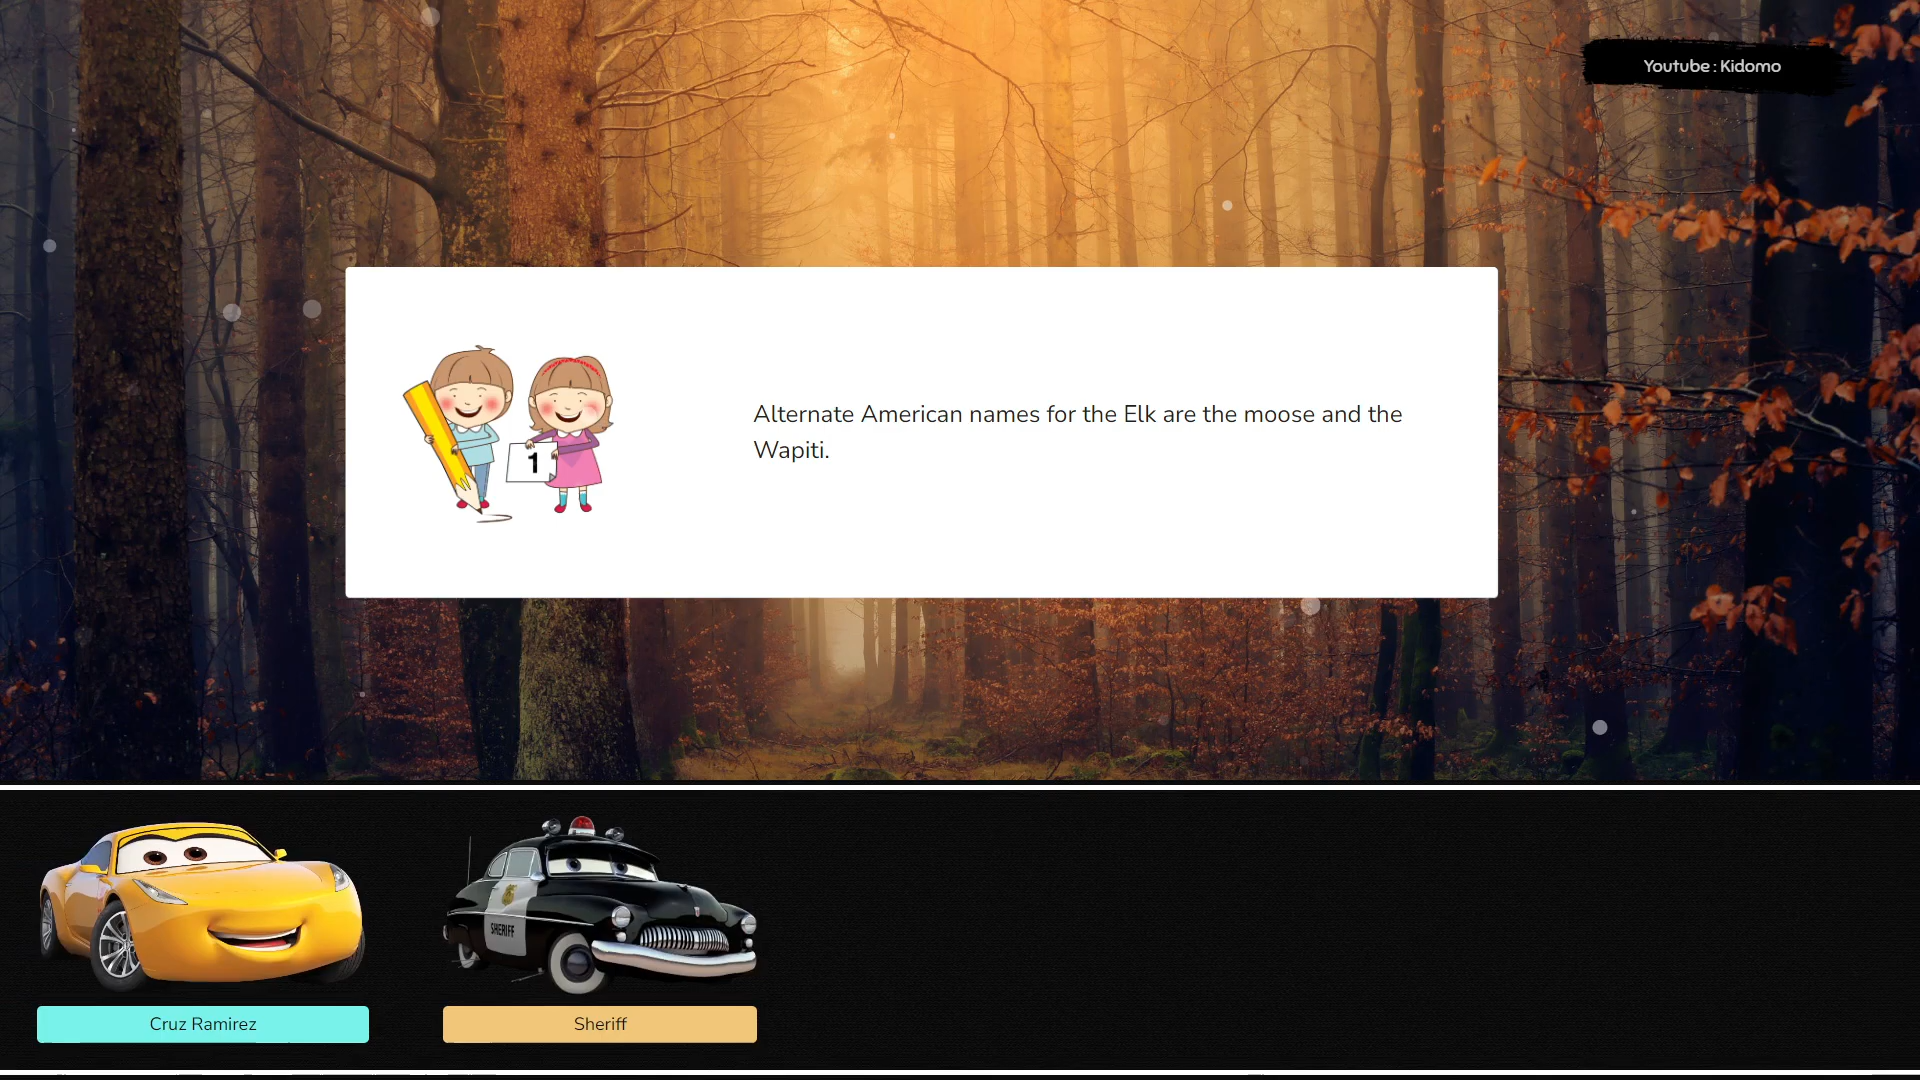 Youtube : Kidomo
Alternate American names for the Elk are the moose and the
Wapiti.
1
SHERIFF
Cruz Ramirez
Sheriff